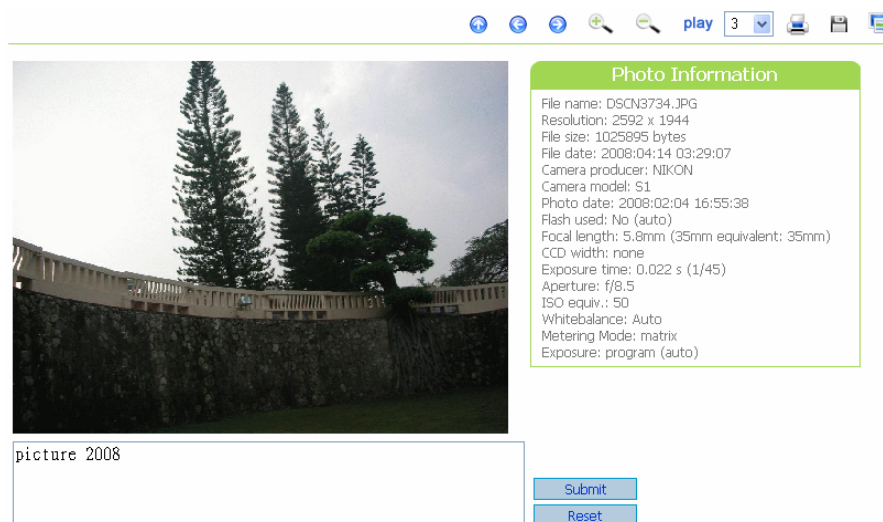 play 3
Photo Information
File name: DSCN3734.JPG
Resolution: 2592 x 1944
File size: 1025895 bytes
File date: 2008:04:14 03:29:07
Camera producer: NIKON
Camera model: S1
Photo date: 2008:02:04 16:55:38
Flash used: No (auto)
Focal length: 5.8mm (35mm equivalent: 35mm)
CCD width: none
Exposure time: 0.022 s (1/45)
Aperture: f/8.5
ISO equiv.: 50
Whitebalance: Auto
Metering Mode: matrix
Exposure: program (auto)
picture 2008
Submit
Reset